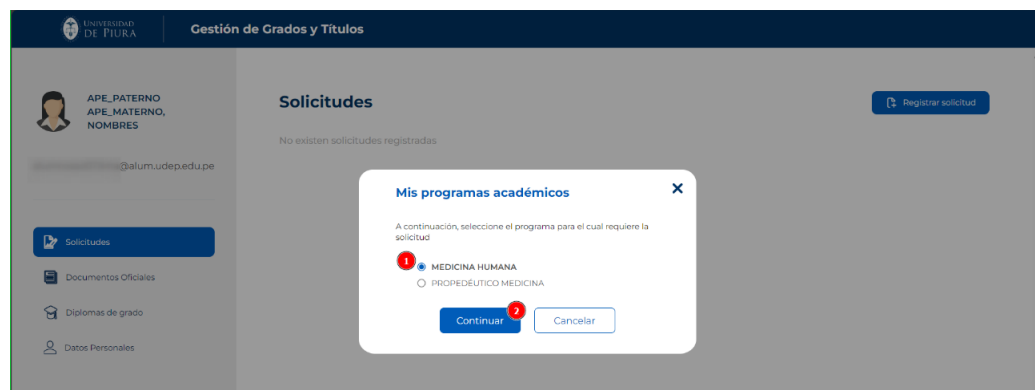 UNIVERSIDAD
DE PIURA
Gestión de Grados y Títulos
APE_PATERNO
APE_MATERNO,
NOMBRES
@alum.udep.edu.pe
Solicitudes
Documentos Oficiales
Diplomas de grado
Datos Personales
Solicitudes
Registrar solicitud
No existen solicitudes registradas
Mis programas académicos
A continuación, seleccione el programa para el cual requiere la
solicitud
1
MEDICINA HUMANA
PROPEDÉUTICO MEDICINA
Continuar
2
Cancelar